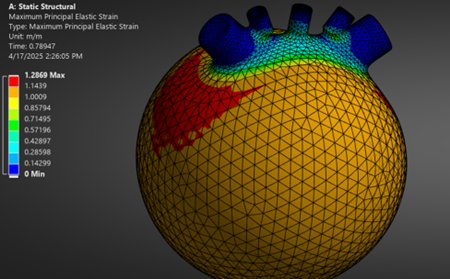 A: Static Structural
Maximum Principal Elastic Strain
Type: Maximum Principal Elastic Strain
Unit: m/m
Time: 0.78947
4/17/2025 2:26:05 PM
1.2869 Max
1.1439
1.0009
0.85794
0.71495
0.57196
0.42897
0.28598
0.14299
0 Min